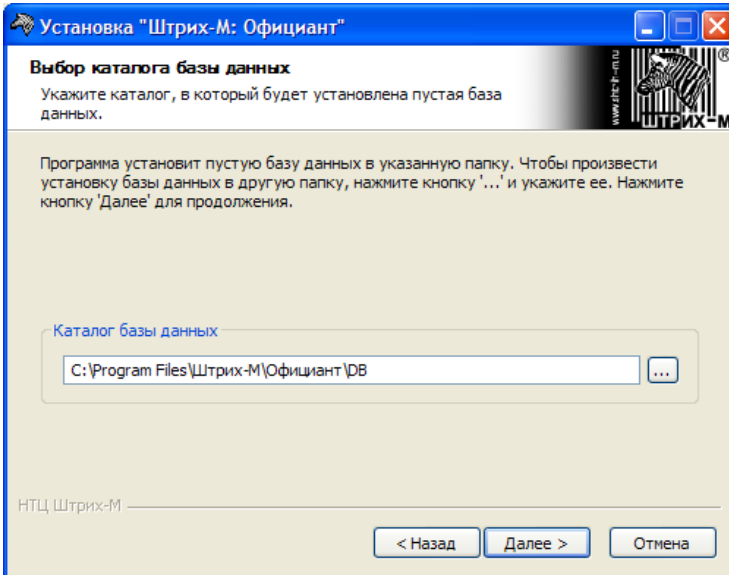 Установка "Штрих-М: Официант"
Выбор каталога базы данных
Укажите каталог, в который будет установлена пустая база
данных.
www.shtrih-m.ru
®
ШТРИХ-М
Программа установит пустую базу данных в указанную папку. Чтобы произвести
установку базы данных в другую папку, нажмите кнопку '...' и укажите ее. Нажмите
кнопку 'Далее' для продолжения.
Каталог базы данных
C:\Program Files\Штрих-М\Официант\DB
...
НТЦ Штрих-М
< Назад
Далее >
Отмена